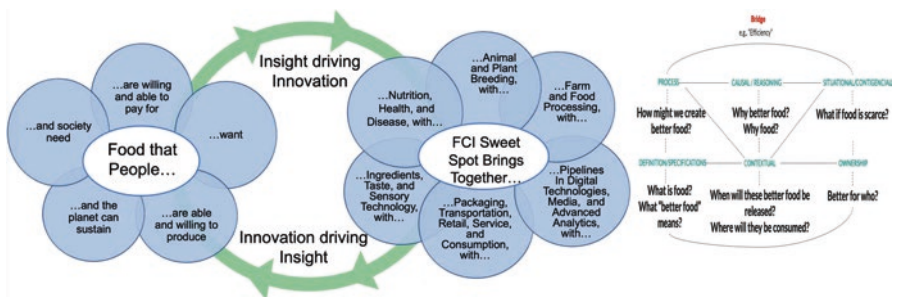 Insight driving
Innovation
…are willing
and able to
pay for
…want
…and society
need
Food that
People…
…and the
planet can
sustain
…are able
and willing to
produce
Innovation driving
Insight
…Animal
and Plant
Breeding,
with…
…Nutrition,
Health, and
Disease, with…
…Farm
and Food
Processing,
with…
FCI Sweet
Spot Brings
Together…
…Ingredients,
Taste, and
Sensory
Technology,
with…
…Packaging,
Transportation,
Retail, Service,
and
Consumption,
with…
…Pipelines
In Digital
Technologies,
Media, and
Advanced
Analytics,
with…
Bridge
e.g, "Efficiency"
PROCESS
CAUSAL / REASONING
SITUATIONAL/CONTIGENCIAL
How might we create
better food?
Why better food?
Why food?
What if food is scarce?
DEFINITION/SPECIFICATIONS
CONTEXTUAL
OWNERSHIP
What is food?
What "better food"
means?
When will these better food be
released?
Where will they be consumed?
Better for who?